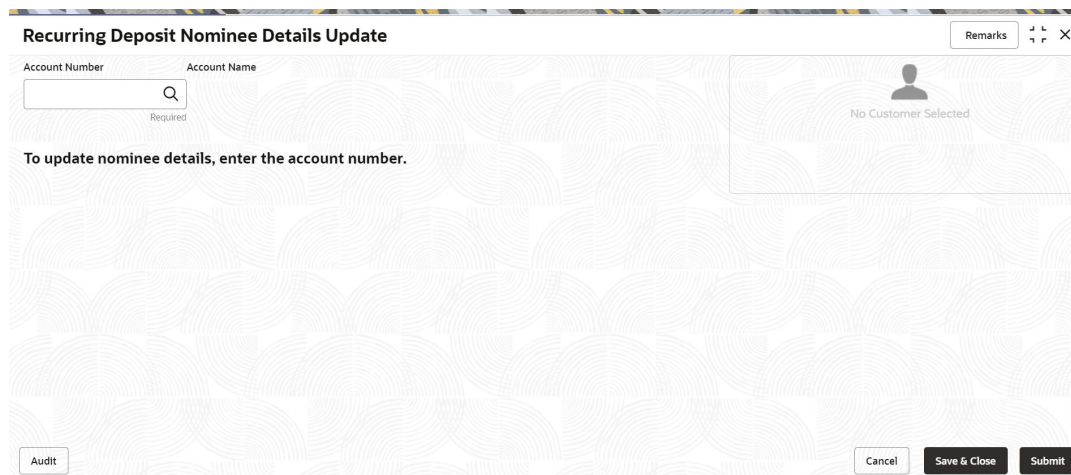 Recurring Deposit Nominee Details Update
Remarks
Account Number Account Name
Required
No Customer Selected
To update nominee details, enter the account number.
Audit Cancel Save & Close Submit